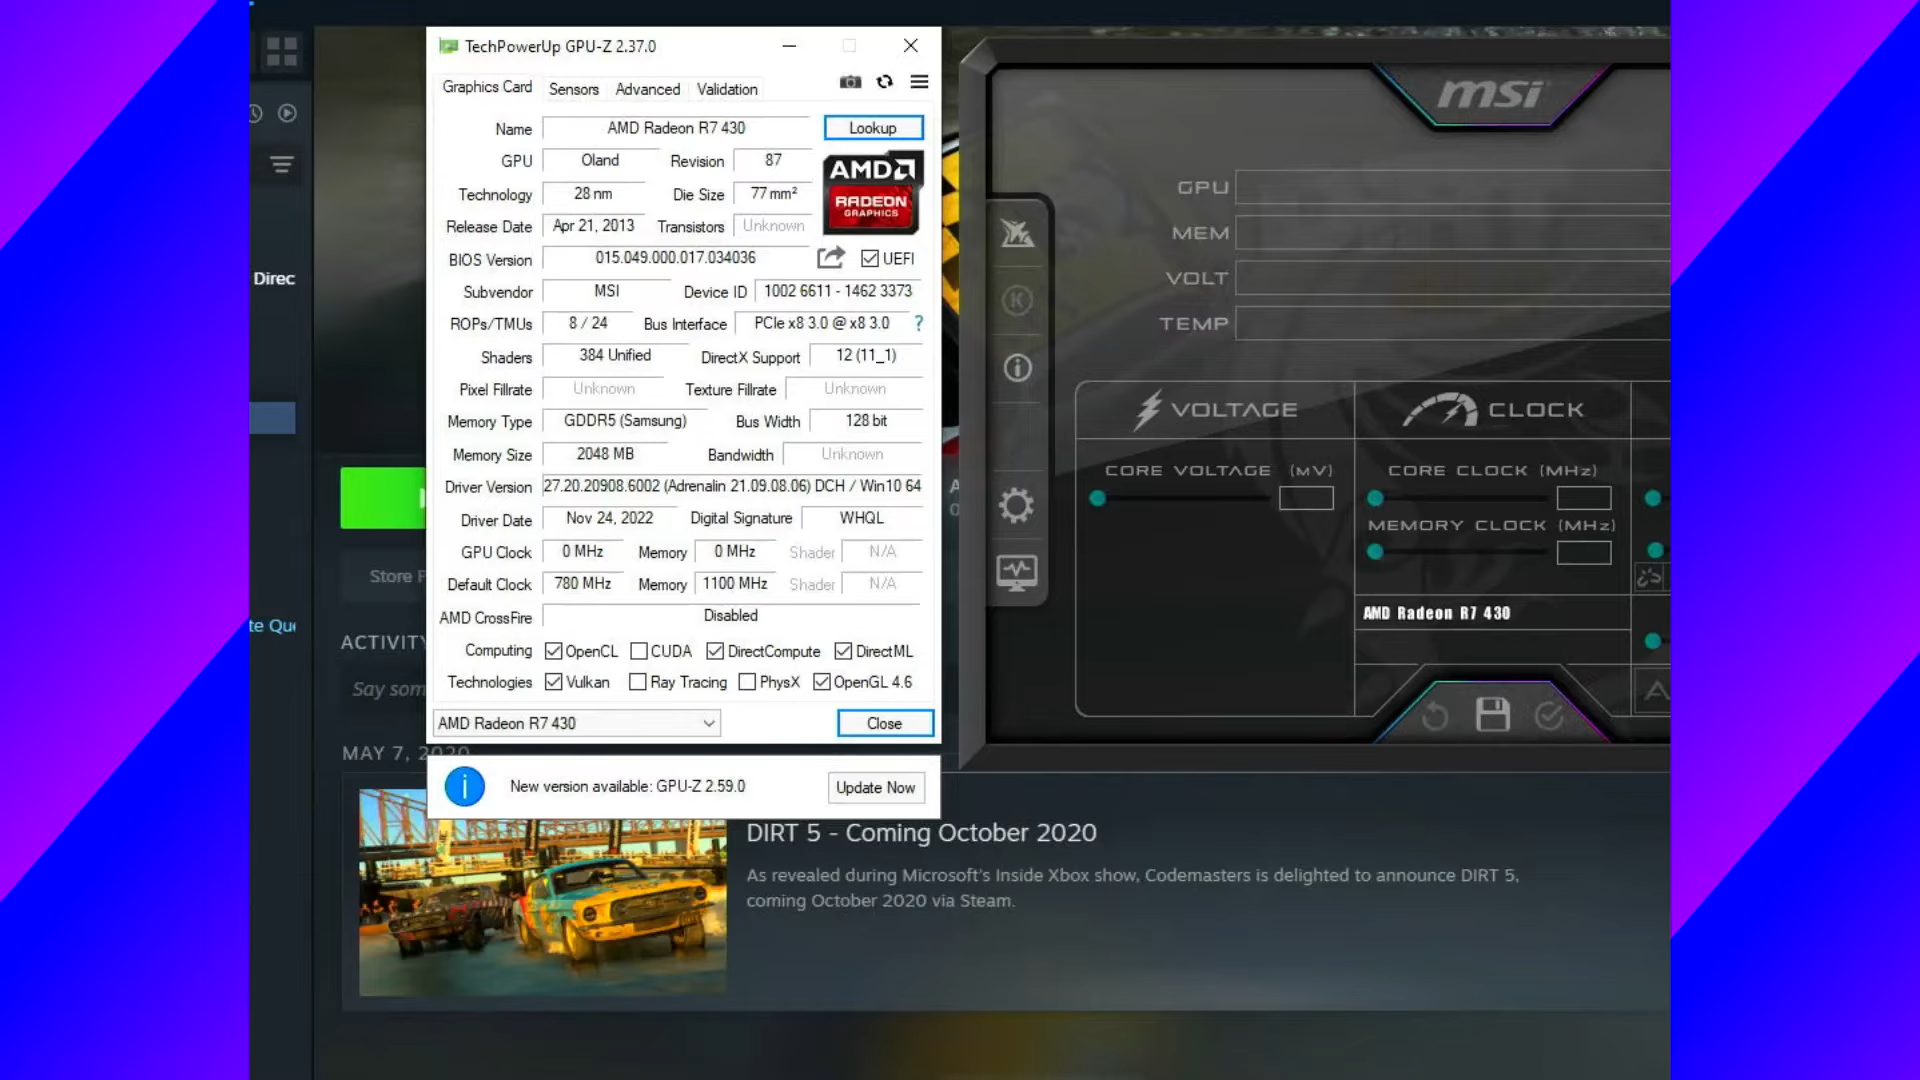 TechPowerUp GPU-Z 2.37.0
Graphics Card Sensors Advanced Validation
Name AMD Radeon R7 430 Lookup
GPU Oland Revision 87
Technology 28 nm Die Size 77 mm²
Release Date Apr 21, 2013 Transistors Unknown
BIOS Version 015.049.000.017.034036 UEFI
Subvendor MSI Device ID 1002 6611 - 1462 3373
ROPs/TMUs 8 / 24 Bus Interface PCIe x8 3.0 @ x8 3.0 ?
Shaders 384 Unified DirectX Support 12 (11_1)
Pixel Fillrate Unknown Texture Fillrate Unknown
Memory Type GDDR5 (Samsung) Bus Width 128 bit
Memory Size 2048 MB Bandwidth Unknown
Driver Version 27.20.20908.6002 (Adrenalin 21.09.08.06) DCH / Win10 64
Driver Date Nov 24, 2022 Digital Signature WHQL
GPU Clock 0 MHz Memory 0 MHz Shader N/A
Default Clock 780 MHz Memory 1100 MHz Shader N/A
AMD CrossFire Disabled
Computing OpenCL CUDA DirectCompute DirectML
Technologies Vulkan Ray Tracing PhysX OpenGL 4.6
AMD Radeon R7 430 Close
New version available: GPU-Z 2.59.0 Update Now
AMD
RADEON
GRAPHICS
msi
GPU
MEM
VOLT
TEMP
VOLTAGE CLOCK
CORE VOLTAGE (MV) CORE CLOCK (MHz)
MEMORY CLOCK (MHz)
AMD Radeon R7 430
Direc
te Que
Store P
ACTIVITY
Say som
MAY 7, 2020
DIRT 5 - Coming October 2020
As revealed during Microsoft's Inside Xbox show, Codemasters is delighted to announce DIRT 5,
coming October 2020 via Steam.